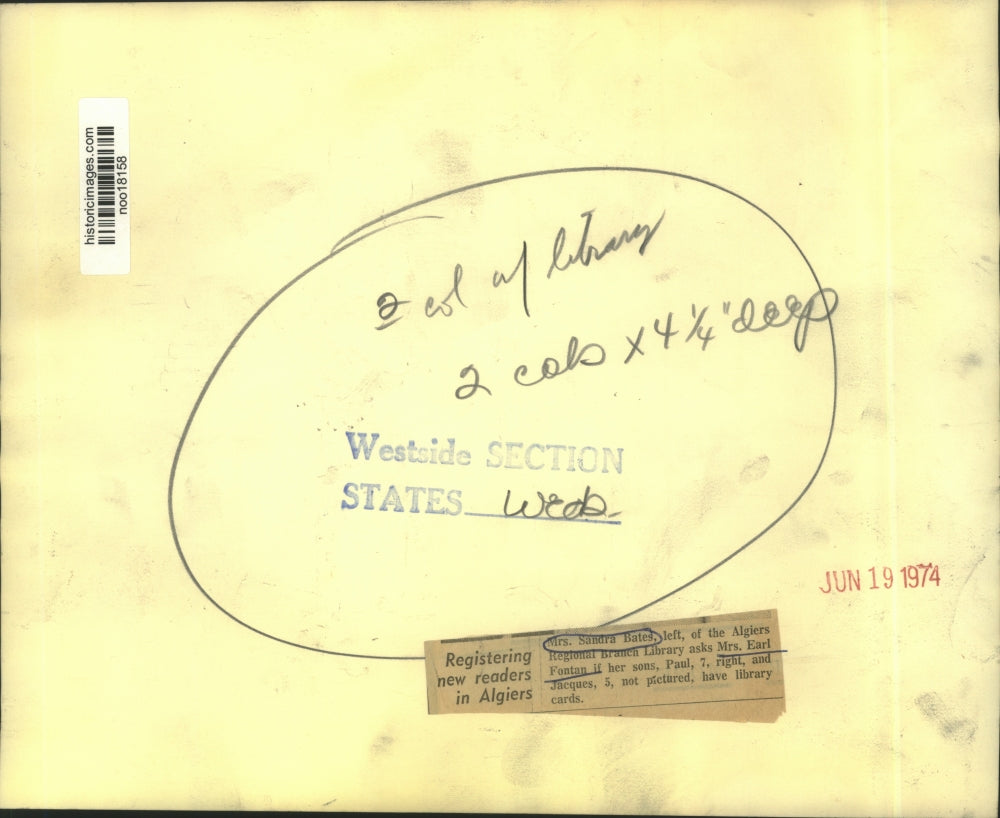 historicimages.com
noo18158
2 col w/ library
2 cols x 4 1/4" deep
Westside SECTION
STATES Weds.
JUN 19 1974
Registering
new readers
in Algiers
Mrs. Sandra Bates, left, of the Algiers
Regional Branch Library asks Mrs. Earl
Fontan if her sons, Paul, 7, right, and
Jacques, 5, not pictured, have library
cards.